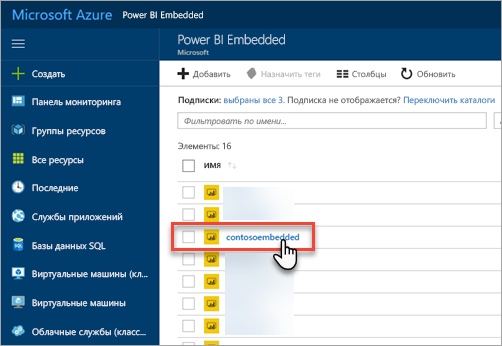 Microsoft Azure Power BI Embedded
Power BI Embedded
Microsoft
Создать
Панель мониторинга
Группы ресурсов
Все ресурсы
Последние
Службы приложений
Базы данных SQL
Виртуальные машины (кл...
Виртуальные машины
Облачные службы (класс...
Добавить Назначить теги Столбцы Обновить
Подписки: выбраны все 3. Подписка не отображается? Переключить каталоги
Фильтровать по имени...
Элементы: 16
ИМЯ
contosoembedded